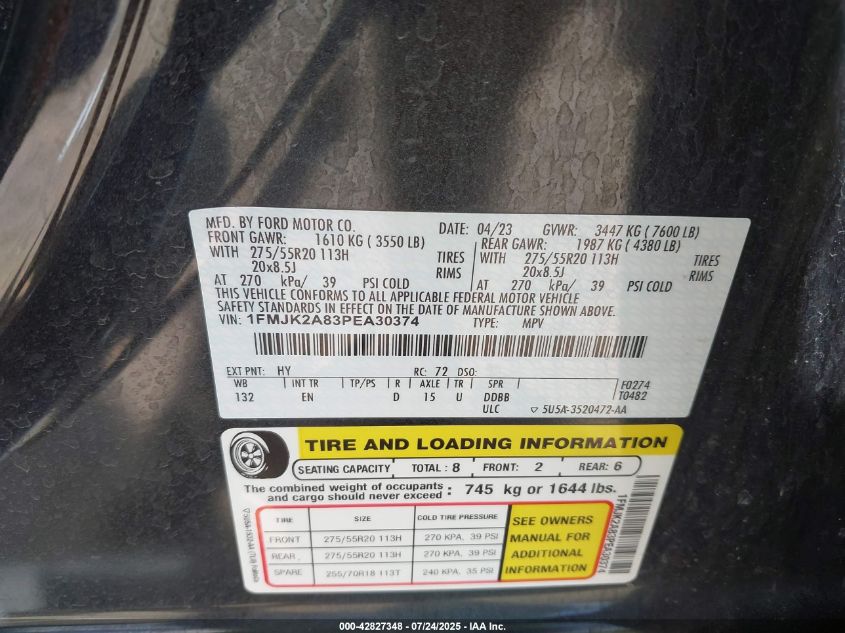 MFD. BY FORD MOTOR CO. DATE: 04/23 GVWR: 3447 KG ( 7600 LB)
FRONT GAWR: 1610 KG ( 3550 LB) REAR GAWR: 1987 KG ( 4380 LB)
WITH 275/55R20 113H TIRES WITH 275/55R20 113H TIRES
20x8.5J RIMS 20x8.5J RIMS
AT 270 kPa/ 39 PSI COLD AT 270 kPa/ 39 PSI COLD
THIS VEHICLE CONFORMS TO ALL APPLICABLE FEDERAL MOTOR VEHICLE
SAFETY STANDARDS IN EFFECT ON THE DATE OF MANUFACTURE SHOWN ABOVE.
VIN: 1FMJK2A83PEA30374 TYPE: MPV
EXT PNT: HY RC: 72 DSO:
WB INT TR TP/PS R AXLE TR SPR F0274
132 EN D 15 U DDBB T0482
ULC ▽ 5U5A-3520472-AA
TIRE AND LOADING INFORMATION
SEATING CAPACITY TOTAL : 8 FRONT: 2 REAR: 6
The combined weight of occupants and cargo should never exceed : 745 kg or 1644 lbs.
TIRE SIZE COLD TIRE PRESSURE
FRONT 275/55R20 113H 270 KPA, 39 PSI
REAR 275/55R20 113H 270 KPA, 39 PSI
SPARE 255/70R18 113T 240 KPA, 35 PSI
SEE OWNERS
MANUAL FOR
ADDITIONAL
INFORMATION
1FMJK2A83PEA30374
000-42827348 - 07/24/2025 - IAA Inc.